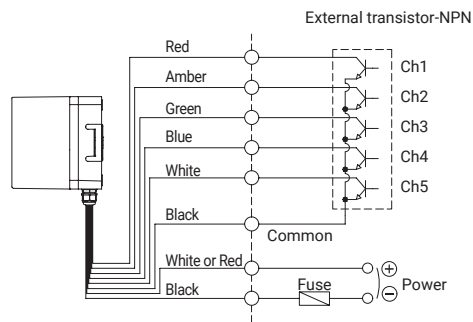 External transistor-NPN
Red
Ch1
Amber
Ch2
Green
Ch3
Blue
Ch4
White
Ch5
Black
Common
White or Red
+
Fuse
Power
Black
−